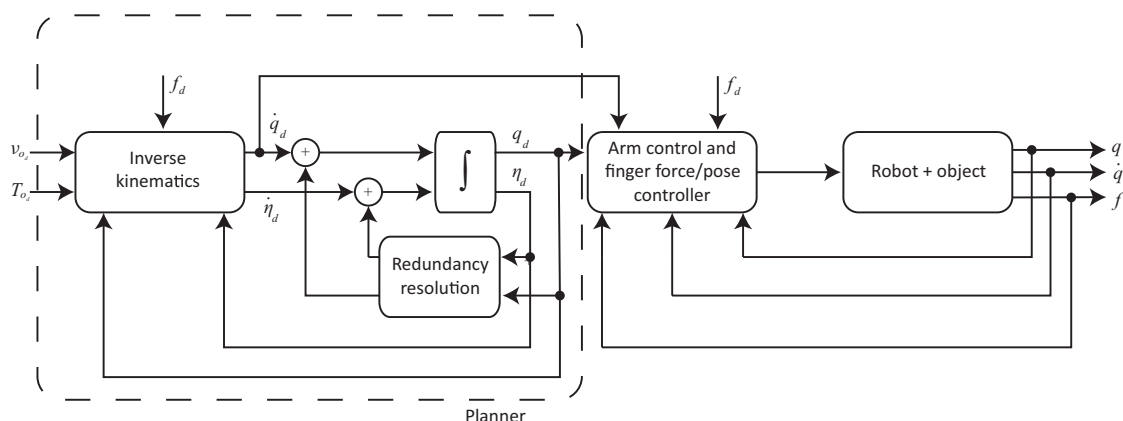 f_d
f_d
q̇_d
q_d
v_{o_d}
T_{o_d}
Inverse
kinematics
+
∫
η_d
+
η̇_d
Arm control and
finger force/pose
controller
Robot + object
q
q̇
f
Redundancy
resolution
Planner